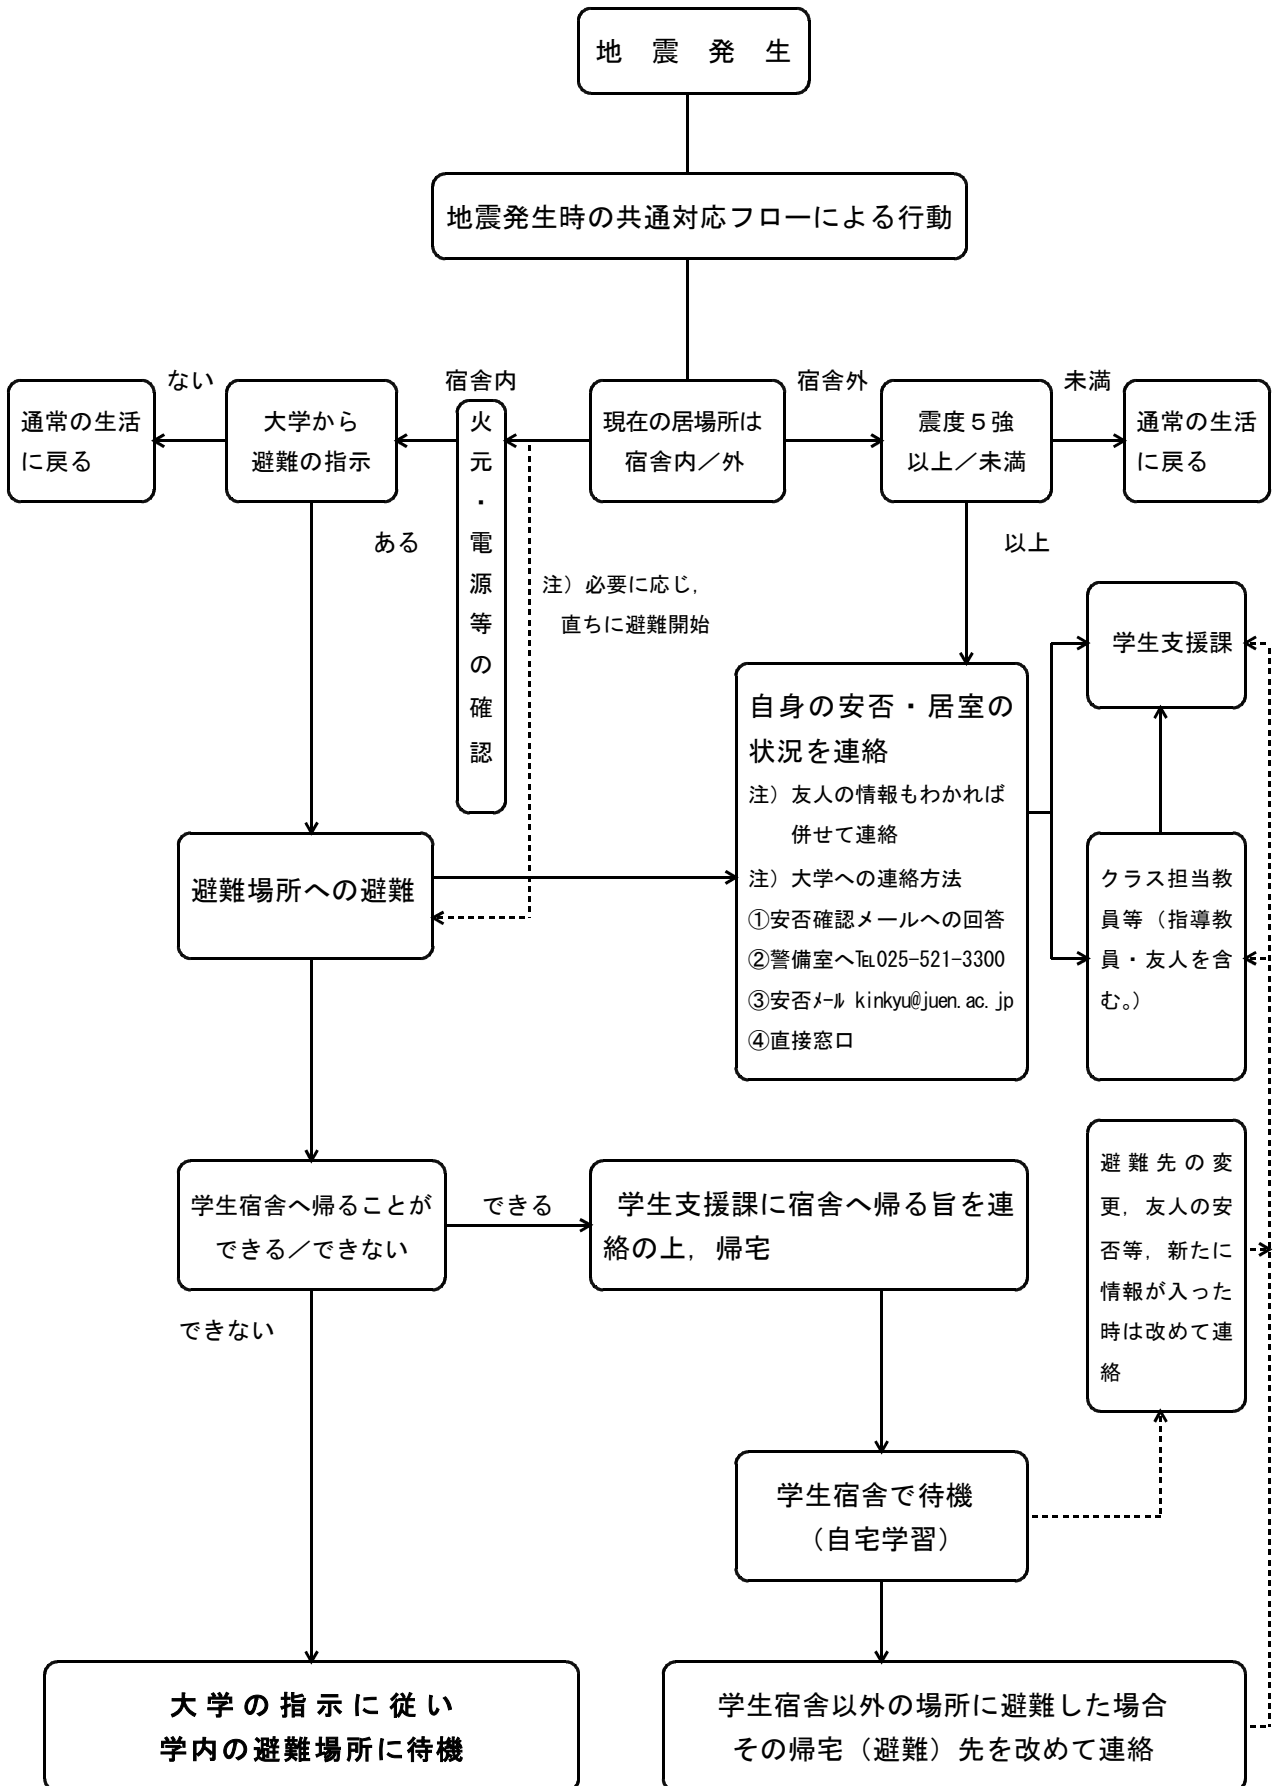 地　震　発　生
地震発生時の共通対応フローによる行動
ない
宿舎内
宿舎外
未満
通常の生活
に戻る
大学から
避難の指示
火元・電源等の確認
現在の居場所は
宿舎内／外
震度５強
以上／未満
通常の生活
に戻る
ある
以上
注）必要に応じ，
直ちに避難開始
学生支援課
自身の安否・居室の
状況を連絡
注）友人の情報もわかれば
併せて連絡
注）大学への連絡方法
①安否確認メールへの回答
②警備室へ℡025-521-3300
③安否ﾒｰﾙ kinkyu@juen.ac.jp
④直接窓口
避難場所への避難
クラス担当教
員等（指導教
員・友人を含
む。）
学生宿舎へ帰ることが
できる／できない
できる
学生支援課に宿舎へ帰る旨を連
絡の上，帰宅
避難先の変
更，友人の安
否等，新たに
情報が入った
時は改めて連
絡
できない
学生宿舎で待機
（自宅学習）
大学の指示に従い
学内の避難場所に待機
学生宿舎以外の場所に避難した場合
その帰宅（避難）先を改めて連絡